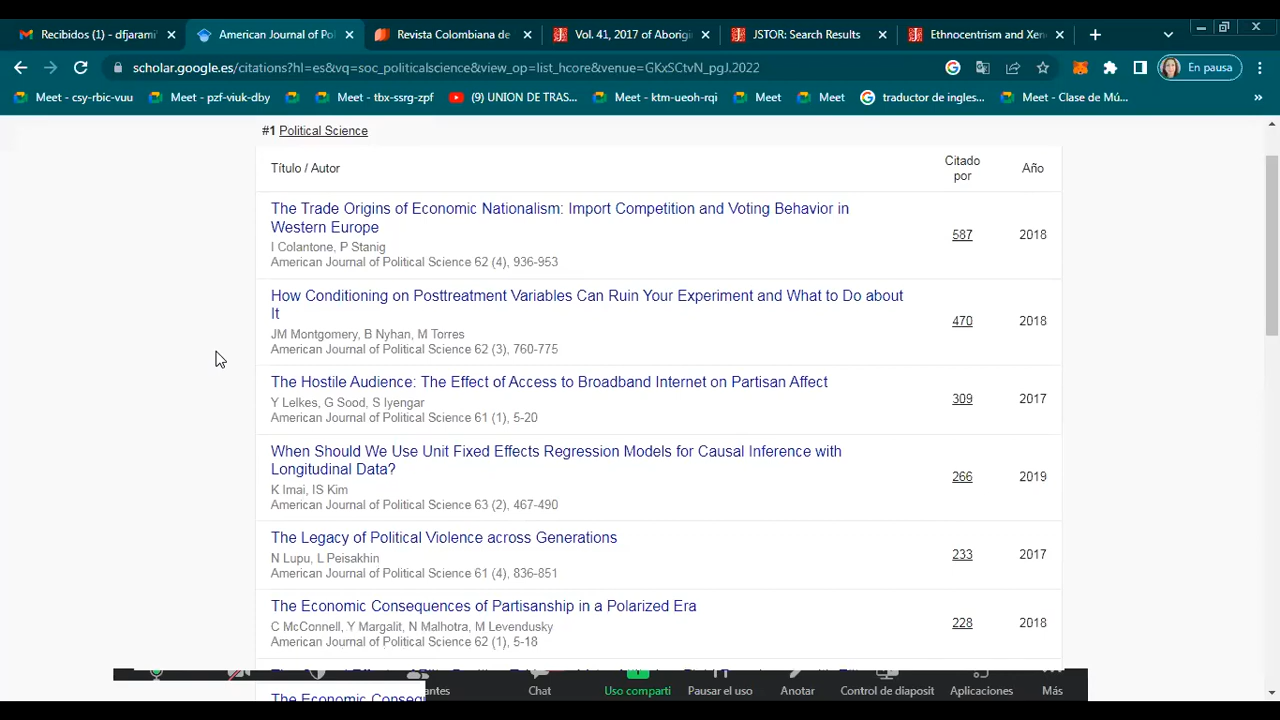 Recibidos (1) - dfjarami
American Journal of Pol
Revista Colombiana de
Vol. 41, 2017 of Aborigi
JSTOR: Search Results
Ethnocentrism and Xen
scholar.google.es/citations?hl=es&vq=soc_politicalscience&view_op=list_hcore&venue=GKxSCtvN_pgJ.2022
En pausa
Meet - csy-rbic-vuu
Meet - pzf-viuk-dby
Meet - tbx-ssrg-zpf
(9) UNION DE TRAS...
Meet - ktm-ueoh-rqi
Meet
Meet
traductor de ingles...
Meet - Clase de Mú...
#1 Political Science
Título / Autor
Citado
por
Año
The Trade Origins of Economic Nationalism: Import Competition and Voting Behavior in
Western Europe
I Colantone, P Stanig
American Journal of Political Science 62 (4), 936-953
587
2018
How Conditioning on Posttreatment Variables Can Ruin Your Experiment and What to Do about
It
JM Montgomery, B Nyhan, M Torres
American Journal of Political Science 62 (3), 760-775
470
2018
The Hostile Audience: The Effect of Access to Broadband Internet on Partisan Affect
Y Lelkes, G Sood, S Iyengar
American Journal of Political Science 61 (1), 5-20
309
2017
When Should We Use Unit Fixed Effects Regression Models for Causal Inference with
Longitudinal Data?
K Imai, IS Kim
American Journal of Political Science 63 (2), 467-490
266
2019
The Legacy of Political Violence across Generations
N Lupu, L Peisakhin
American Journal of Political Science 61 (4), 836-851
233
2017
The Economic Consequences of Partisanship in a Polarized Era
C McConnell, Y Margalit, N Malhotra, M Levendusky
American Journal of Political Science 62 (1), 5-18
228
2018
The Economic Conseq
antes
Chat
Uso comparti
Pausar el uso
Anotar
Control de diaposit
Aplicaciones
Más